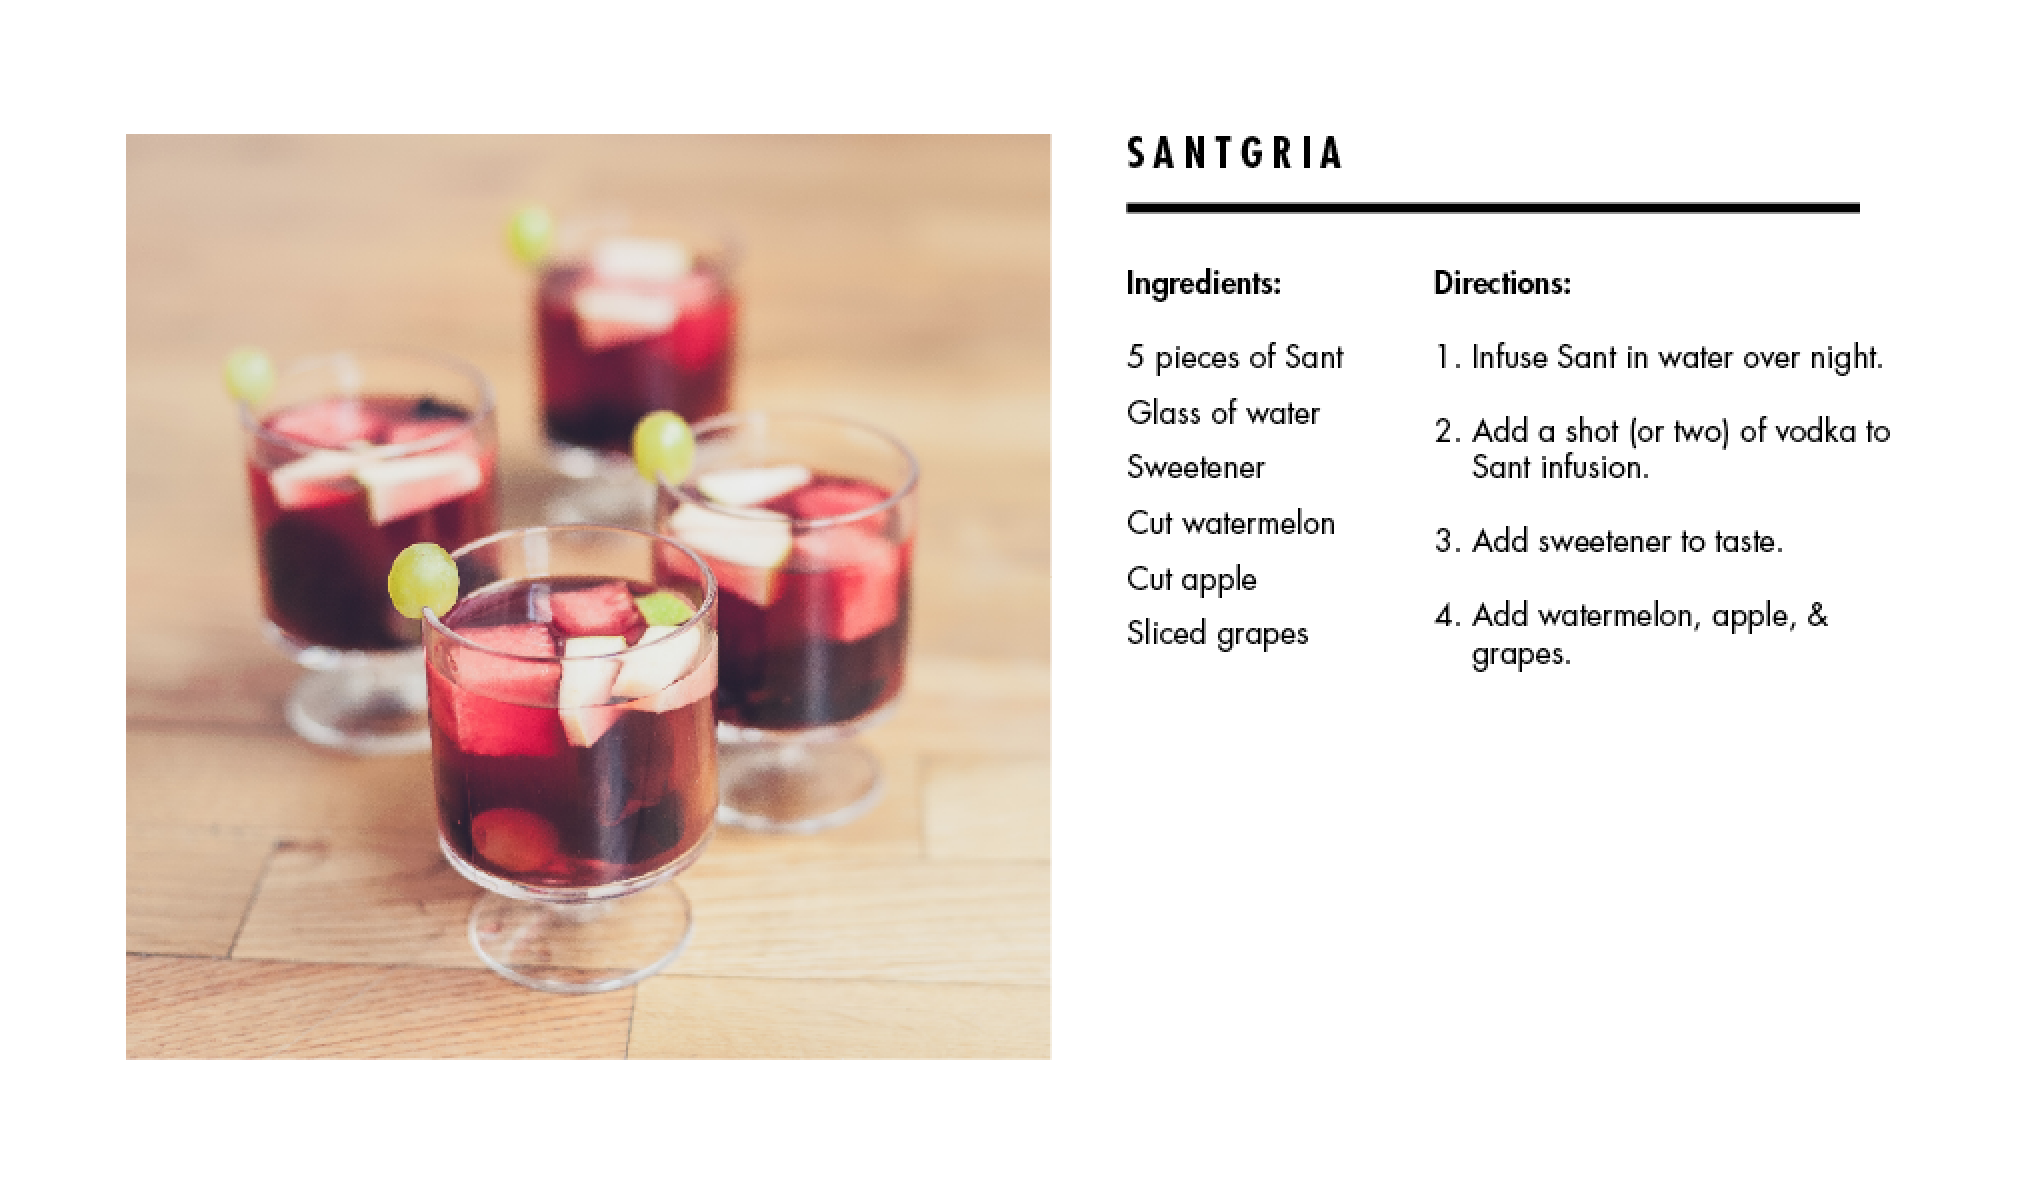 SANTGRIA
Ingredients:
5 pieces of Sant
Glass of water
Sweetener
Cut watermelon
Cut apple
Sliced grapes
Directions:
1. Infuse Sant in water over night.
2. Add a shot (or two) of vodka to
Sant infusion.
3. Add sweetener to taste.
4. Add watermelon, apple, &
grapes.